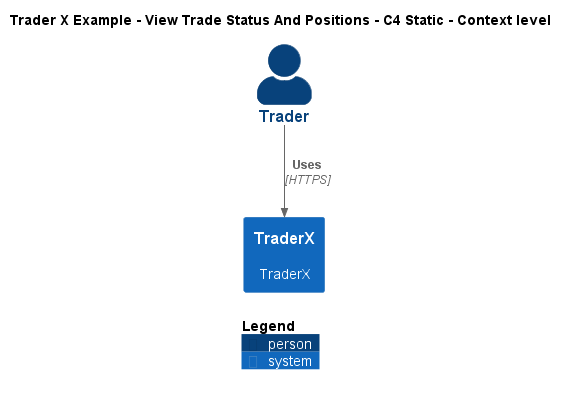 Trader X Example - View Trade Status And Positions - C4 Static - Context level
Trader
Uses
[HTTPS]
TraderX
TraderX
Legend
person
system